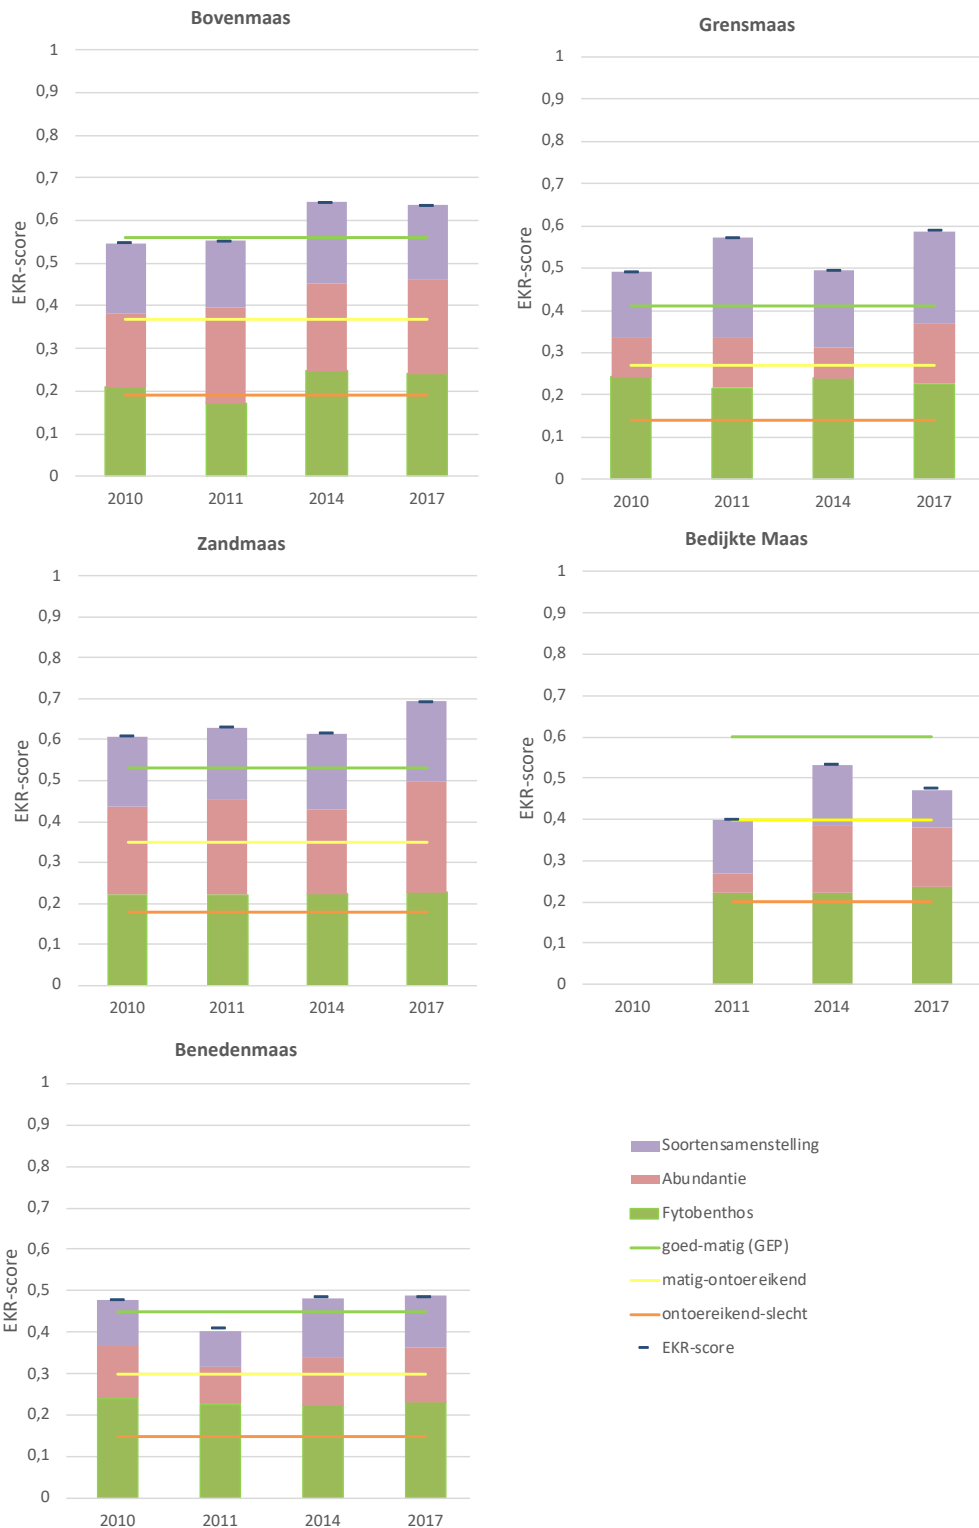 Bovenmaas
EKR-score
1
0,9
0,8
0,7
0,6
0,5
0,4
0,3
0,2
0,1
0
2010 2011 2014 2017
Grensmaas
EKR-score
1
0,9
0,8
0,7
0,6
0,5
0,4
0,3
0,2
0,1
0
2010 2011 2014 2017
Zandmaas
EKR-score
1
0,9
0,8
0,7
0,6
0,5
0,4
0,3
0,2
0,1
0
2010 2011 2014 2017
Bedijkte Maas
EKR-score
1
0,9
0,8
0,7
0,6
0,5
0,4
0,3
0,2
0,1
0
2010 2011 2014 2017
Benedenmaas
EKR-score
1
0,9
0,8
0,7
0,6
0,5
0,4
0,3
0,2
0,1
0
2010 2011 2014 2017
Soortensamenstelling
Abundantie
Fytobenthos
goed-matig (GEP)
matig-ontoereikend
ontoereikend-slecht
EKR-score